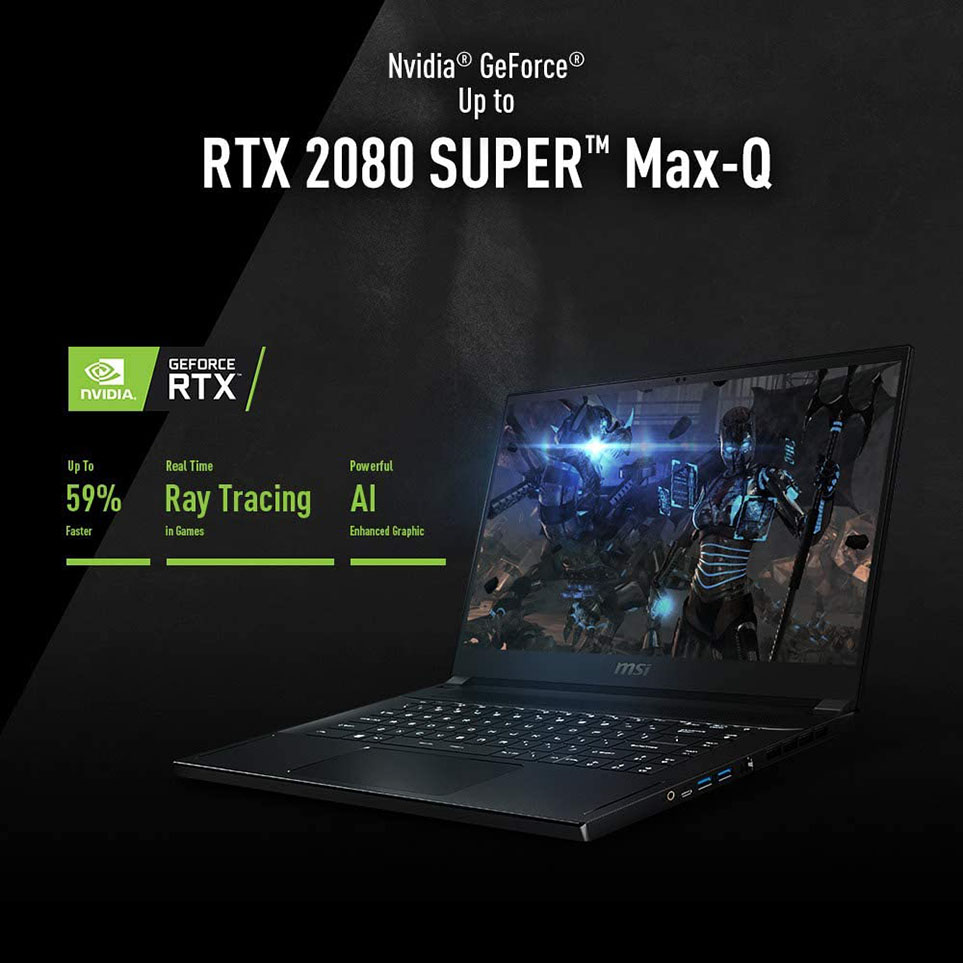 Nvidia® GeForce®
Up to
RTX 2080 SUPER™ Max-Q
NVIDIA.
GEFORCE
RTX™
Up To
59%
Faster
Real Time
Ray Tracing
in Games
Powerful
AI
Enhanced Graphic
msi